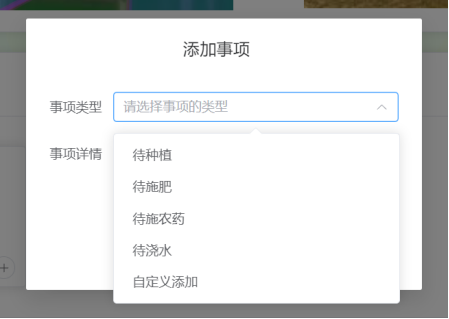 添加事项
事项类型 请选择事项的类型
事项详情
待种植
待施肥
待施农药
待浇水
自定义添加